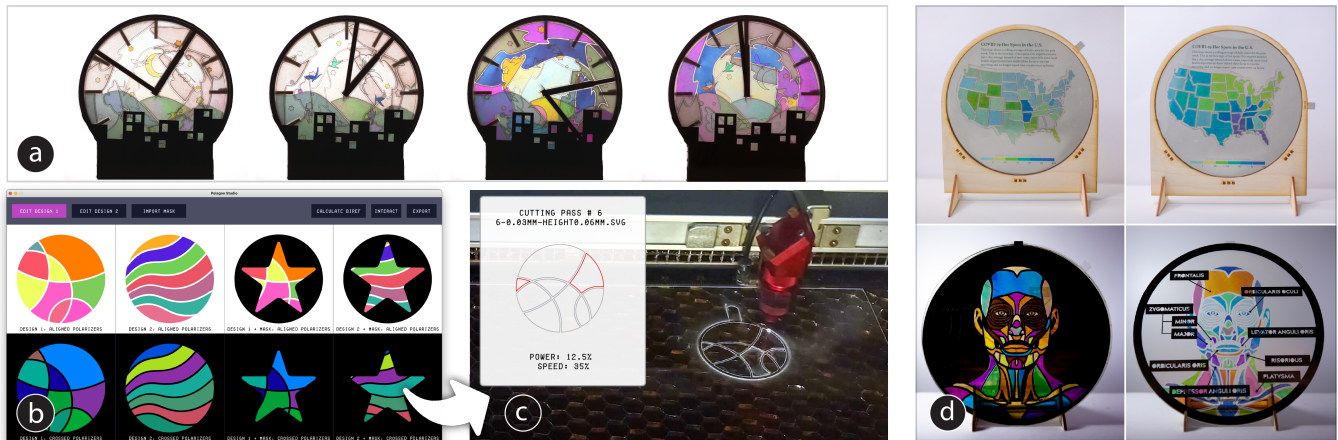 a
COVID-19 Hot Spots in the U.S.
COVID-19 Hot Spots in the U.S.
Polagon Studio
EDIT DESIGN 1
EDIT DESIGN 2
IMPORT MASK
CALCULATE BIREF
INTERACT
EXPORT
DESIGN 1, ALIGNED POLARIZERS
DESIGN 2, ALIGNED POLARIZERS
DESIGN 1 + MASK, ALIGNED POLARIZERS
DESIGN 2 + MASK, ALIGNED POLARIZERS
DESIGN 1, CROSSED POLARIZERS
DESIGN 2, CROSSED POLARIZERS
DESIGN 1 + MASK, CROSSED POLARIZERS
DESIGN 2 + MASK, CROSSED POLARIZERS
b
CUTTING PASS # 6
6-0.03MM-HEIGHT0.06MM.SVG
POWER: 12.5%
SPEED: 35%
c
FRONTALIS
ORBICULARIS OCULI
ZYGOMATICUS
MINOR
MAJOR
LEVATOR ANGULI ORIS
ORBICULARIS ORIS
RISORIOUS
PLATYSMA
DEPRESSOR ANGULI ORIS
d